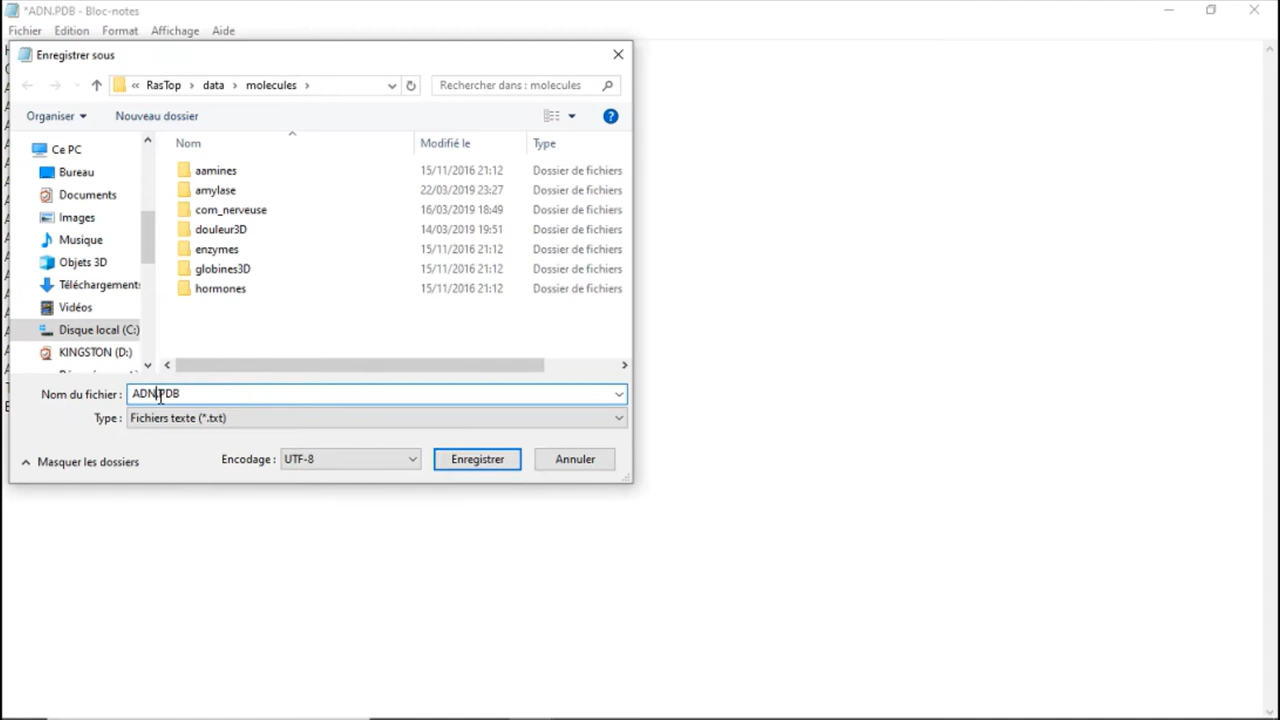 *ADN.PDB - Bloc-notes
Fichier Edition Format Affichage Aide
Enregistrer sous
« RasTop › data › molecules ›
Rechercher dans : molecules
Organiser
Nouveau dossier
Nom Modifié le Type
Ce PC
Bureau
Documents
Images
Musique
Objets 3D
Téléchargements
Vidéos
Disque local (C:)
KINGSTON (D:)
aamines 15/11/2016 21:12 Dossier de fichiers
amylase 22/03/2019 23:27 Dossier de fichiers
com_nerveuse 16/03/2019 18:49 Dossier de fichiers
douleur3D 14/03/2019 19:51 Dossier de fichiers
enzymes 15/11/2016 21:12 Dossier de fichiers
globines3D 15/11/2016 21:12 Dossier de fichiers
hormones 15/11/2016 21:12 Dossier de fichiers
Nom du fichier : ADN.PDB
Type : Fichiers texte (*.txt)
Masquer les dossiers
Encodage : UTF-8
Enregistrer
Annuler